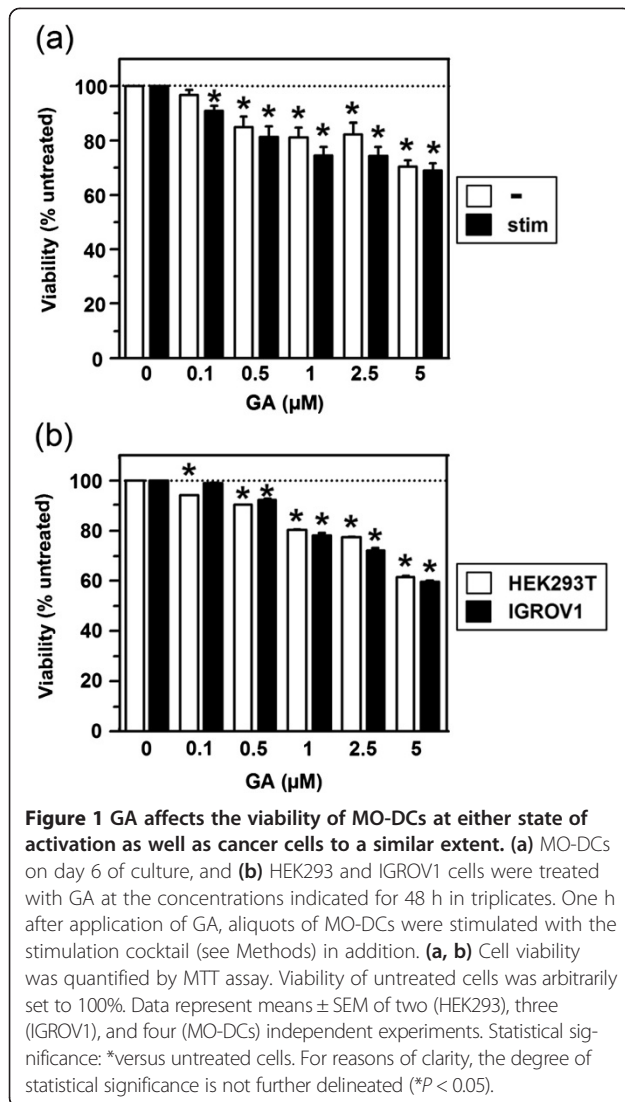 (a)
Viability (% untreated)
100
80
60
40
20
0
* * * * * * * * *
0 0.1 0.5 1 2.5 5
GA (µM)
-
stim
(b)
Viability (% untreated)
100
80
60
40
20
0
* * * * * * * * *
0 0.1 0.5 1 2.5 5
GA (µM)
HEK293T
IGROV1
Figure 1 GA affects the viability of MO-DCs at either state of
activation as well as cancer cells to a similar extent. (a) MO-DCs
on day 6 of culture, and (b) HEK293 and IGROV1 cells were treated
with GA at the concentrations indicated for 48 h in triplicates. One h
after application of GA, aliquots of MO-DCs were stimulated with the
stimulation cocktail (see Methods) in addition. (a, b) Cell viability
was quantified by MTT assay. Viability of untreated cells was arbitrarily
set to 100%. Data represent means ± SEM of two (HEK293), three
(IGROV1), and four (MO-DCs) independent experiments. Statistical sig-
nificance: *versus untreated cells. For reasons of clarity, the degree of
statistical significance is not further delineated (*P < 0.05).